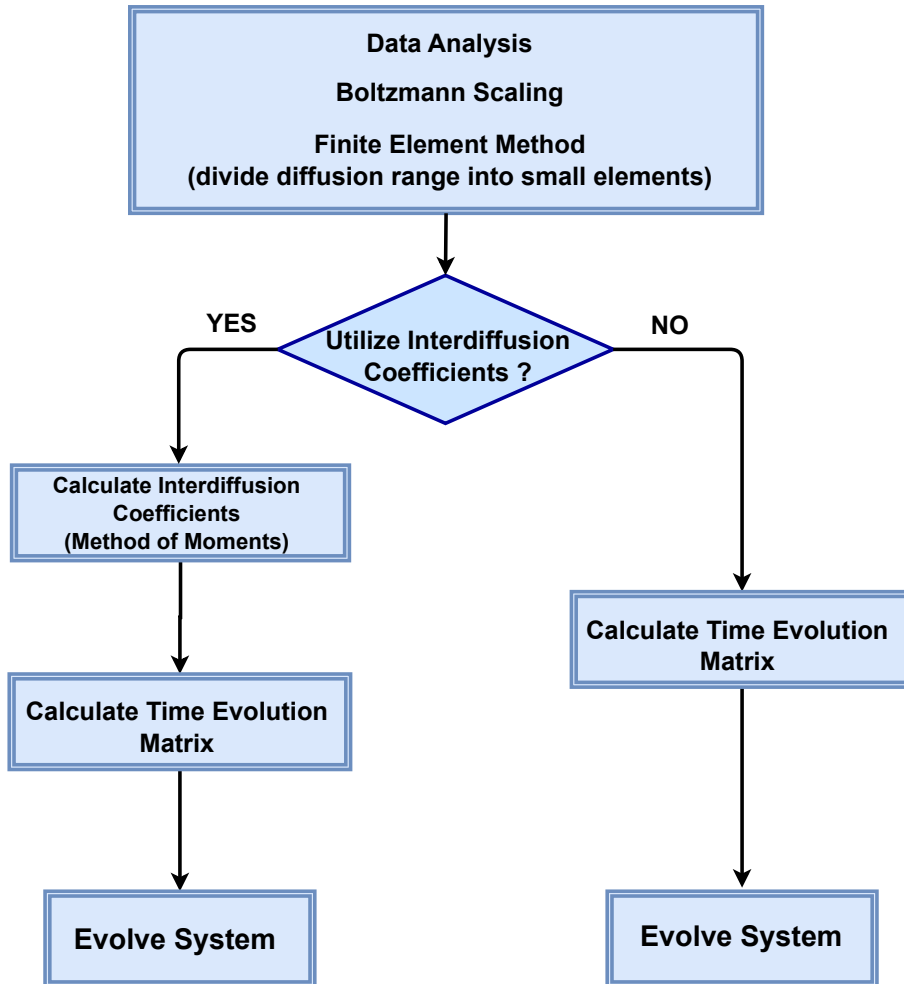 Data Analysis
Boltzmann Scaling
Finite Element Method
(divide diffusion range into small elements)
YES
NO
Utilize Interdiffusion
Coefficients ?
Calculate Interdiffusion
Coefficients
(Method of Moments)
Calculate Time Evolution
Matrix
Calculate Time Evolution
Matrix
Evolve System
Evolve System